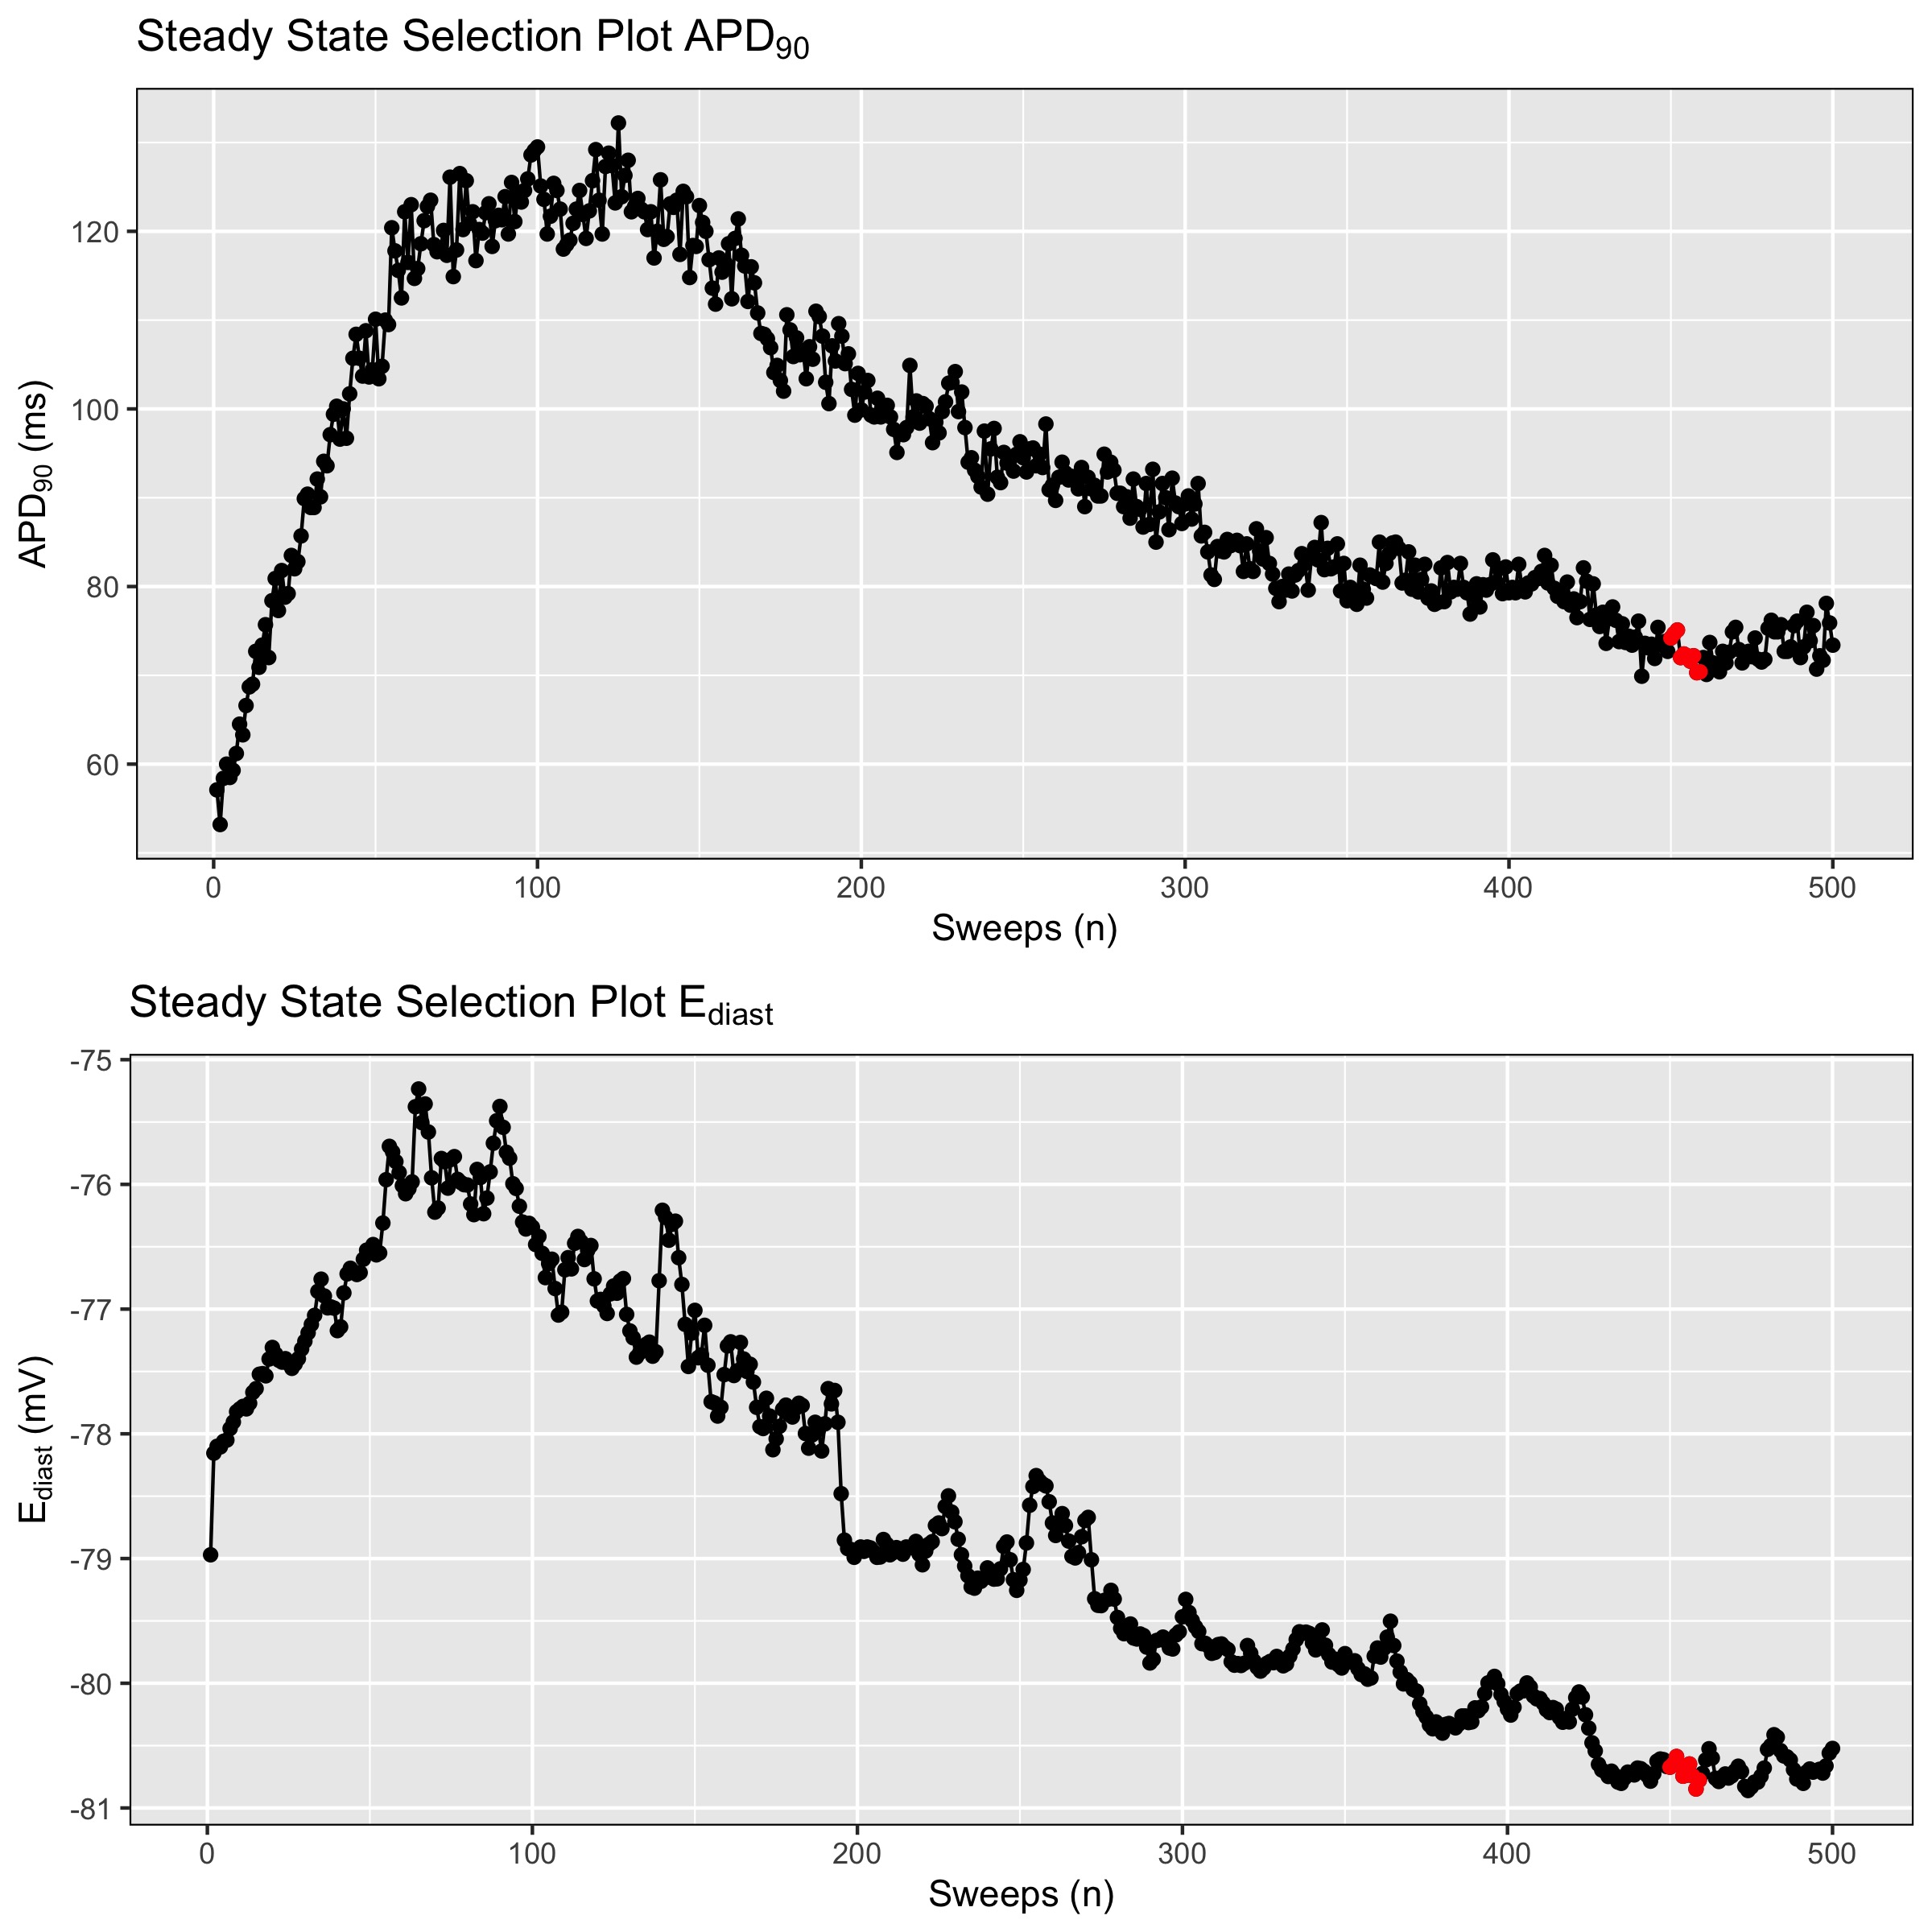 Steady State Selection Plot APD90
APD90 (ms)
120
100
80
60
0 100 200 300 400 500
Sweeps (n)
Steady State Selection Plot Ediast
Ediast (mV)
-75
-76
-77
-78
-79
-80
-81
0 100 200 300 400 500
Sweeps (n)